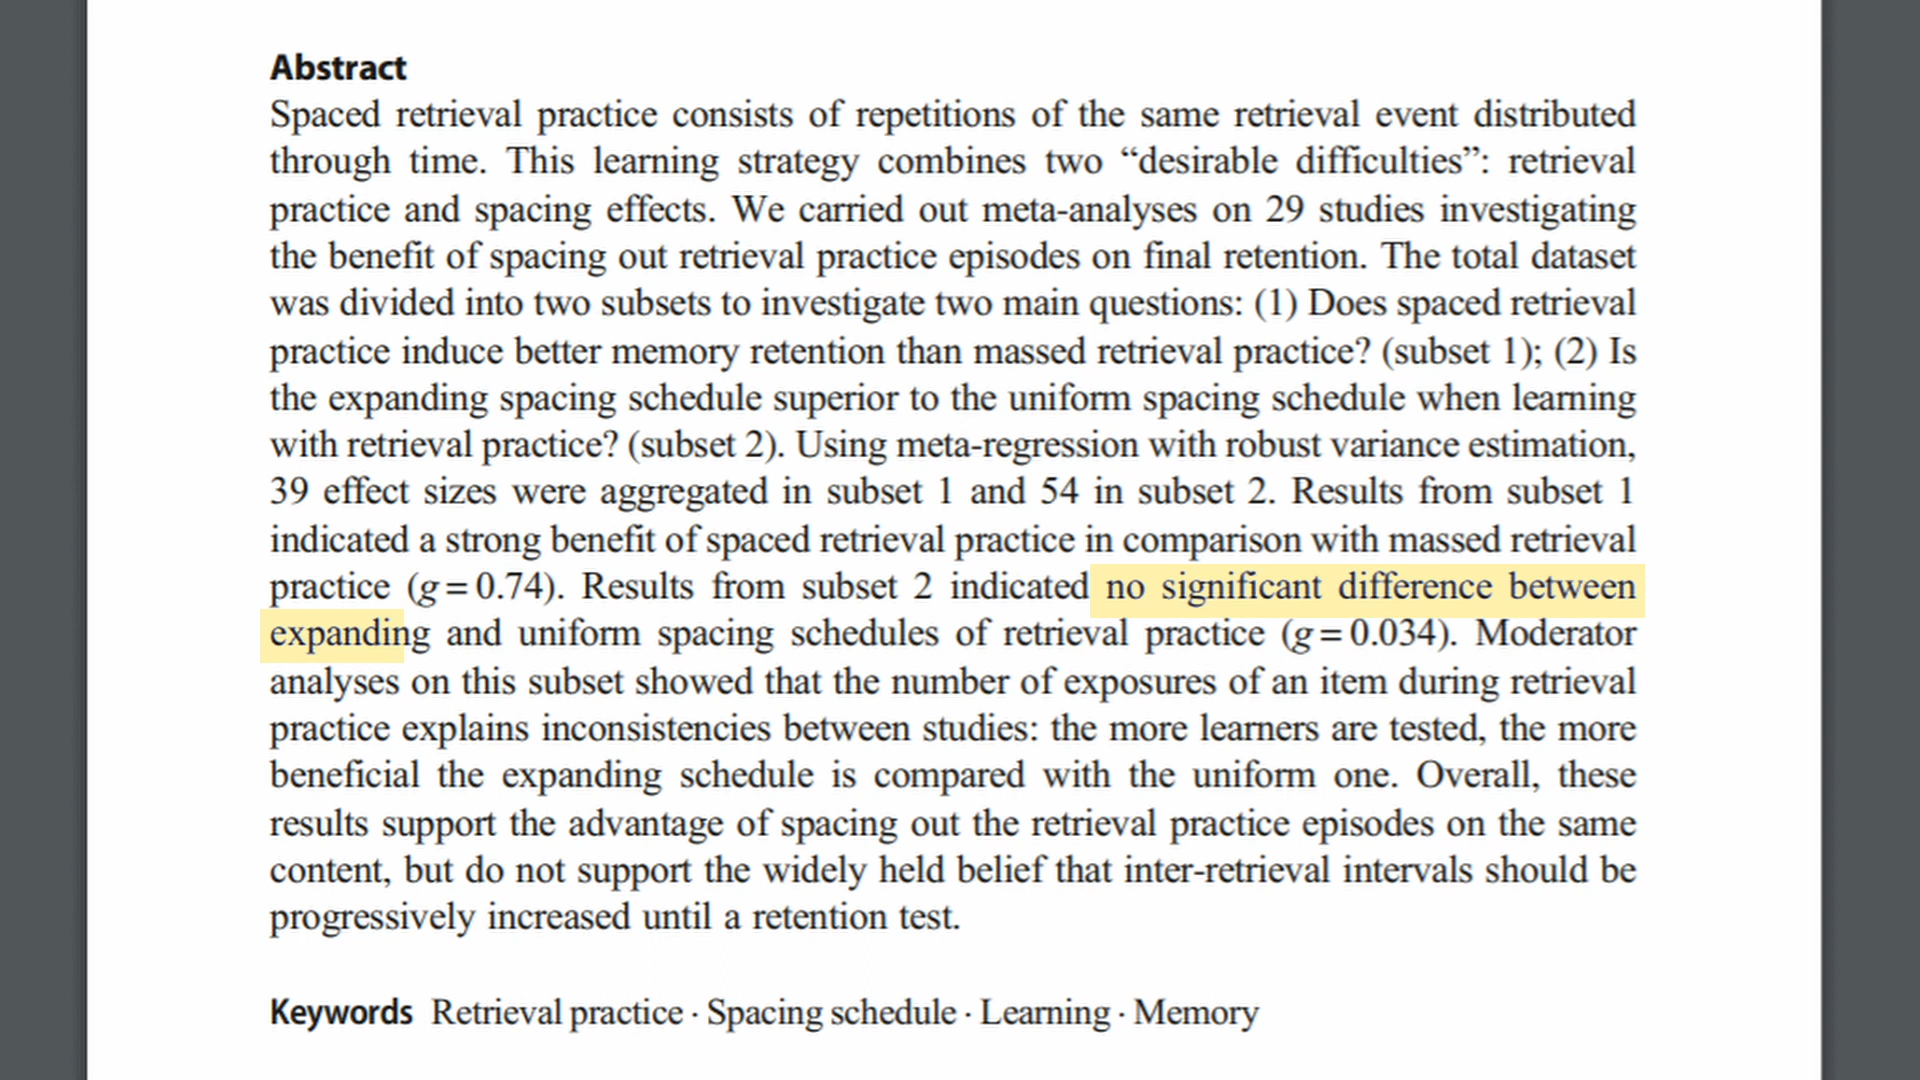 Abstract
Spaced retrieval practice consists of repetitions of the same retrieval event distributed
through time. This learning strategy combines two “desirable difficulties”: retrieval
practice and spacing effects. We carried out meta-analyses on 29 studies investigating
the benefit of spacing out retrieval practice episodes on final retention. The total dataset
was divided into two subsets to investigate two main questions: (1) Does spaced retrieval
practice induce better memory retention than massed retrieval practice? (subset 1); (2) Is
the expanding spacing schedule superior to the uniform spacing schedule when learning
with retrieval practice? (subset 2). Using meta-regression with robust variance estimation,
39 effect sizes were aggregated in subset 1 and 54 in subset 2. Results from subset 1
indicated a strong benefit of spaced retrieval practice in comparison with massed retrieval
practice (g = 0.74). Results from subset 2 indicated no significant difference between
expanding and uniform spacing schedules of retrieval practice (g = 0.034). Moderator
analyses on this subset showed that the number of exposures of an item during retrieval
practice explains inconsistencies between studies: the more learners are tested, the more
beneficial the expanding schedule is compared with the uniform one. Overall, these
results support the advantage of spacing out the retrieval practice episodes on the same
content, but do not support the widely held belief that inter-retrieval intervals should be
progressively increased until a retention test.
Keywords Retrieval practice · Spacing schedule · Learning · Memory